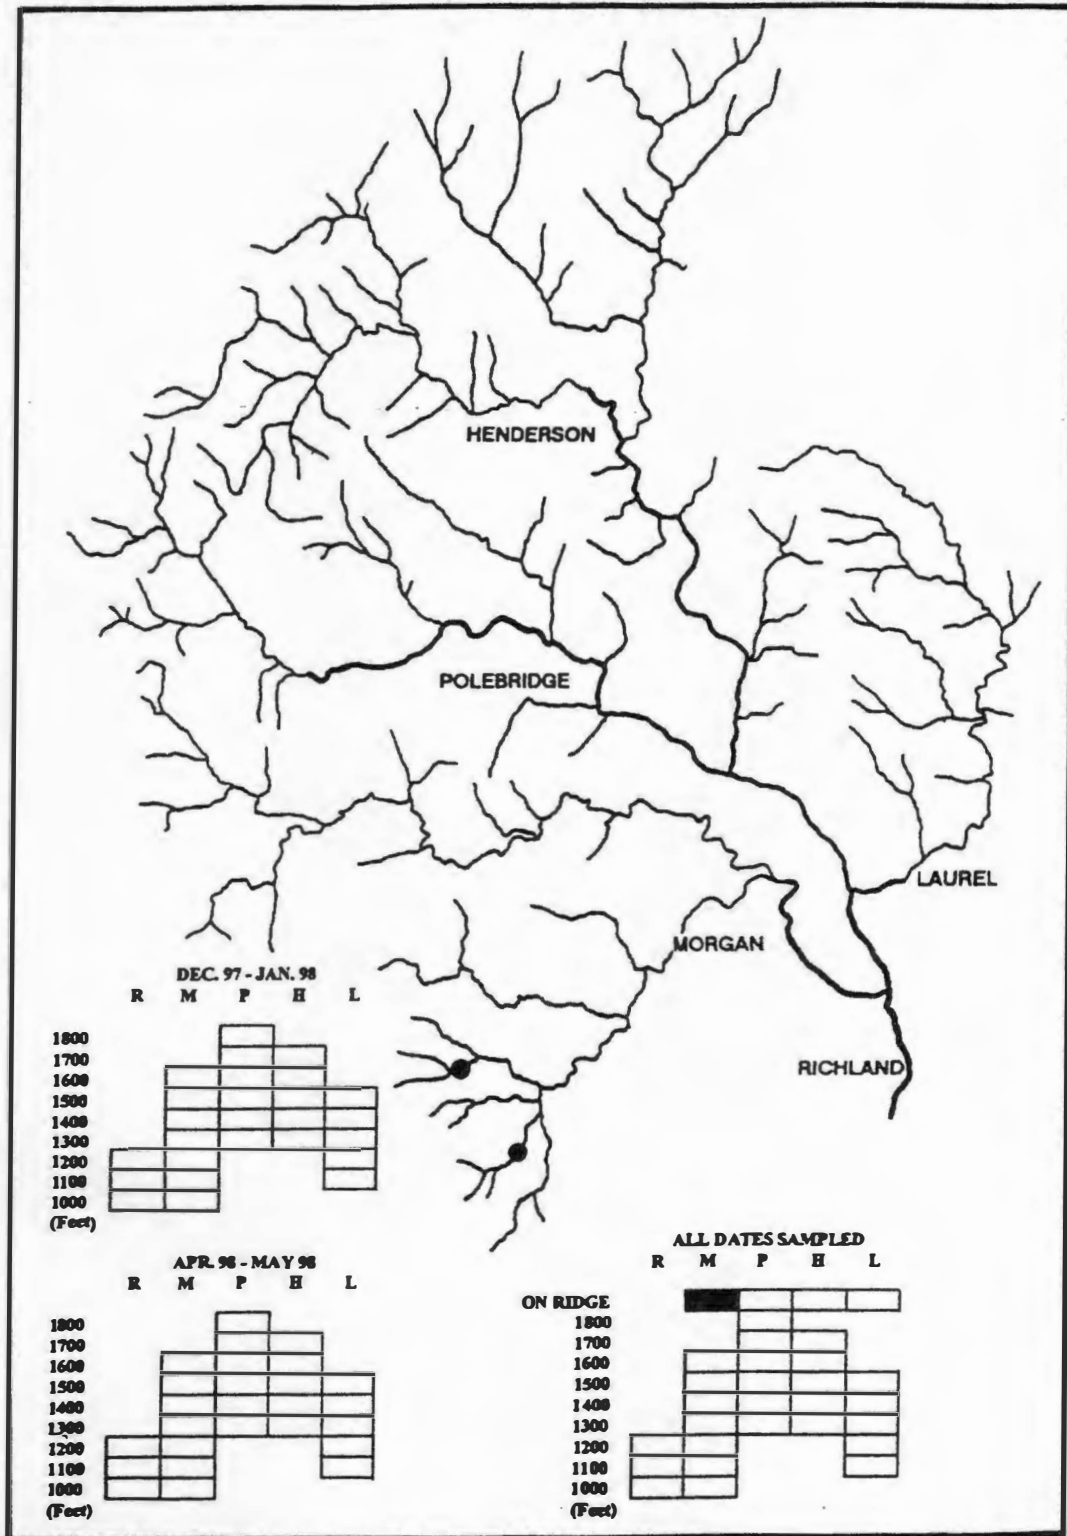 HENDERSON
POLEBRIDGE
LAUREL
MORGAN
RICHLAND
DEC. 97 - JAN. 98
R M P H L
1800
1700
1600
1500
1400
1300
1200
1100
1000
(Feet)
APR. 98 - MAY 98
R M P H L
1800
1700
1600
1500
1400
1300
1200
1100
1000
(Feet)
ALL DATES SAMPLED
R M P H L
ON RIDGE
1800
1700
1600
1500
1400
1300
1200
1100
1000
(Feet)